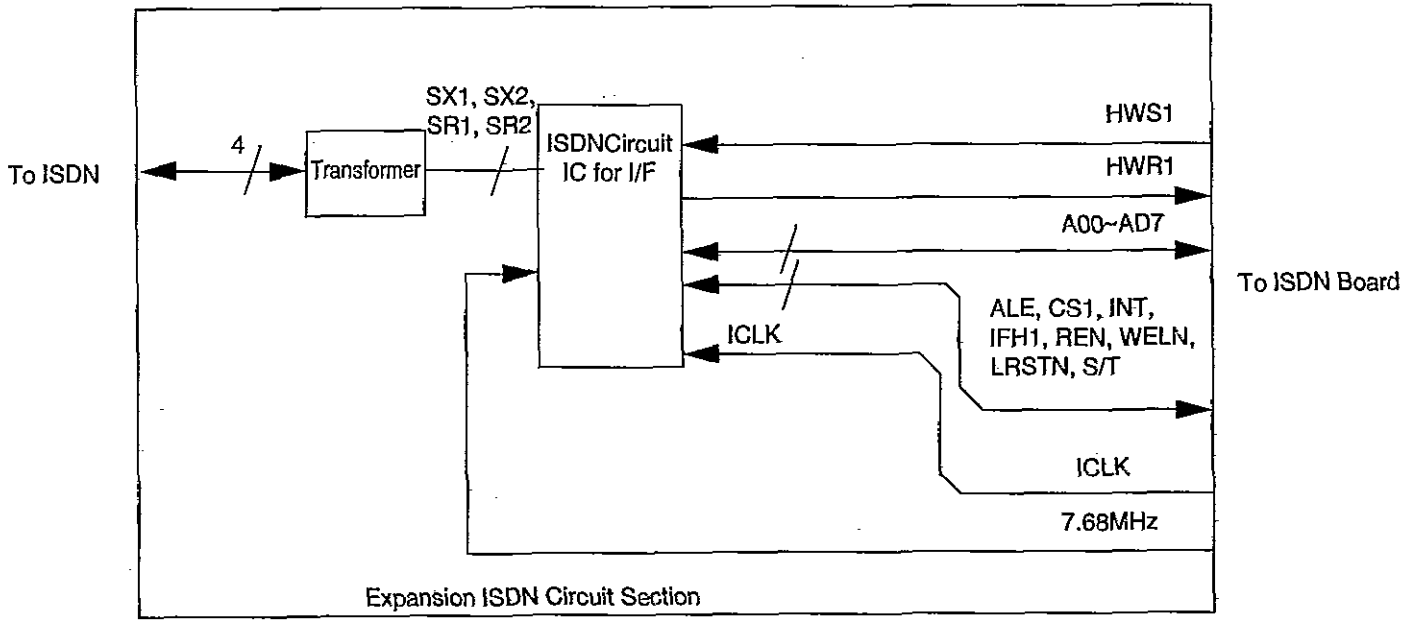 To ISDN
4
Transformer
SX1, SX2,
SR1, SR2
ISDNCircuit
IC for I/F
HWS1
HWR1
A00~AD7
To ISDN Board
ALE, CS1, INT,
IFH1, REN, WELN,
LRSTN, S/T
ICLK
ICLK
7.68MHz
Expansion ISDN Circuit Section